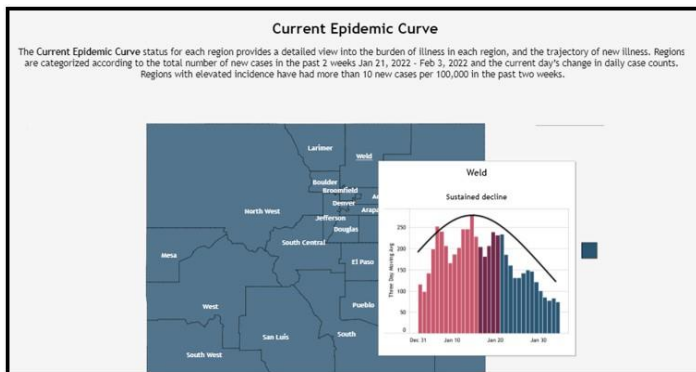 Current Epidemic Curve
The Current Epidemic Curve status for each region provides a detailed view into the burden of illness in each region, and the trajectory of new illness. Regions
are categorized according to the total number of new cases in the past 2 weeks Jan 21, 2022 - Feb 3, 2022 and the current day's change in daily case counts.
Regions with elevated incidence have had more than 10 new cases per 100,000 in the past two weeks.
Larimer
Weld
Boulder
Broomfield
Denver
Ar
Arapa
North West
Jefferson
Douglas
South Central
Mesa
El Paso
West
Pueblo
San Luis
South
South West
Weld
Sustained decline
Three Day Moving Avg
250
200
150
100
50
0
Dec 31
Jan 10
Jan 20
Jan 30